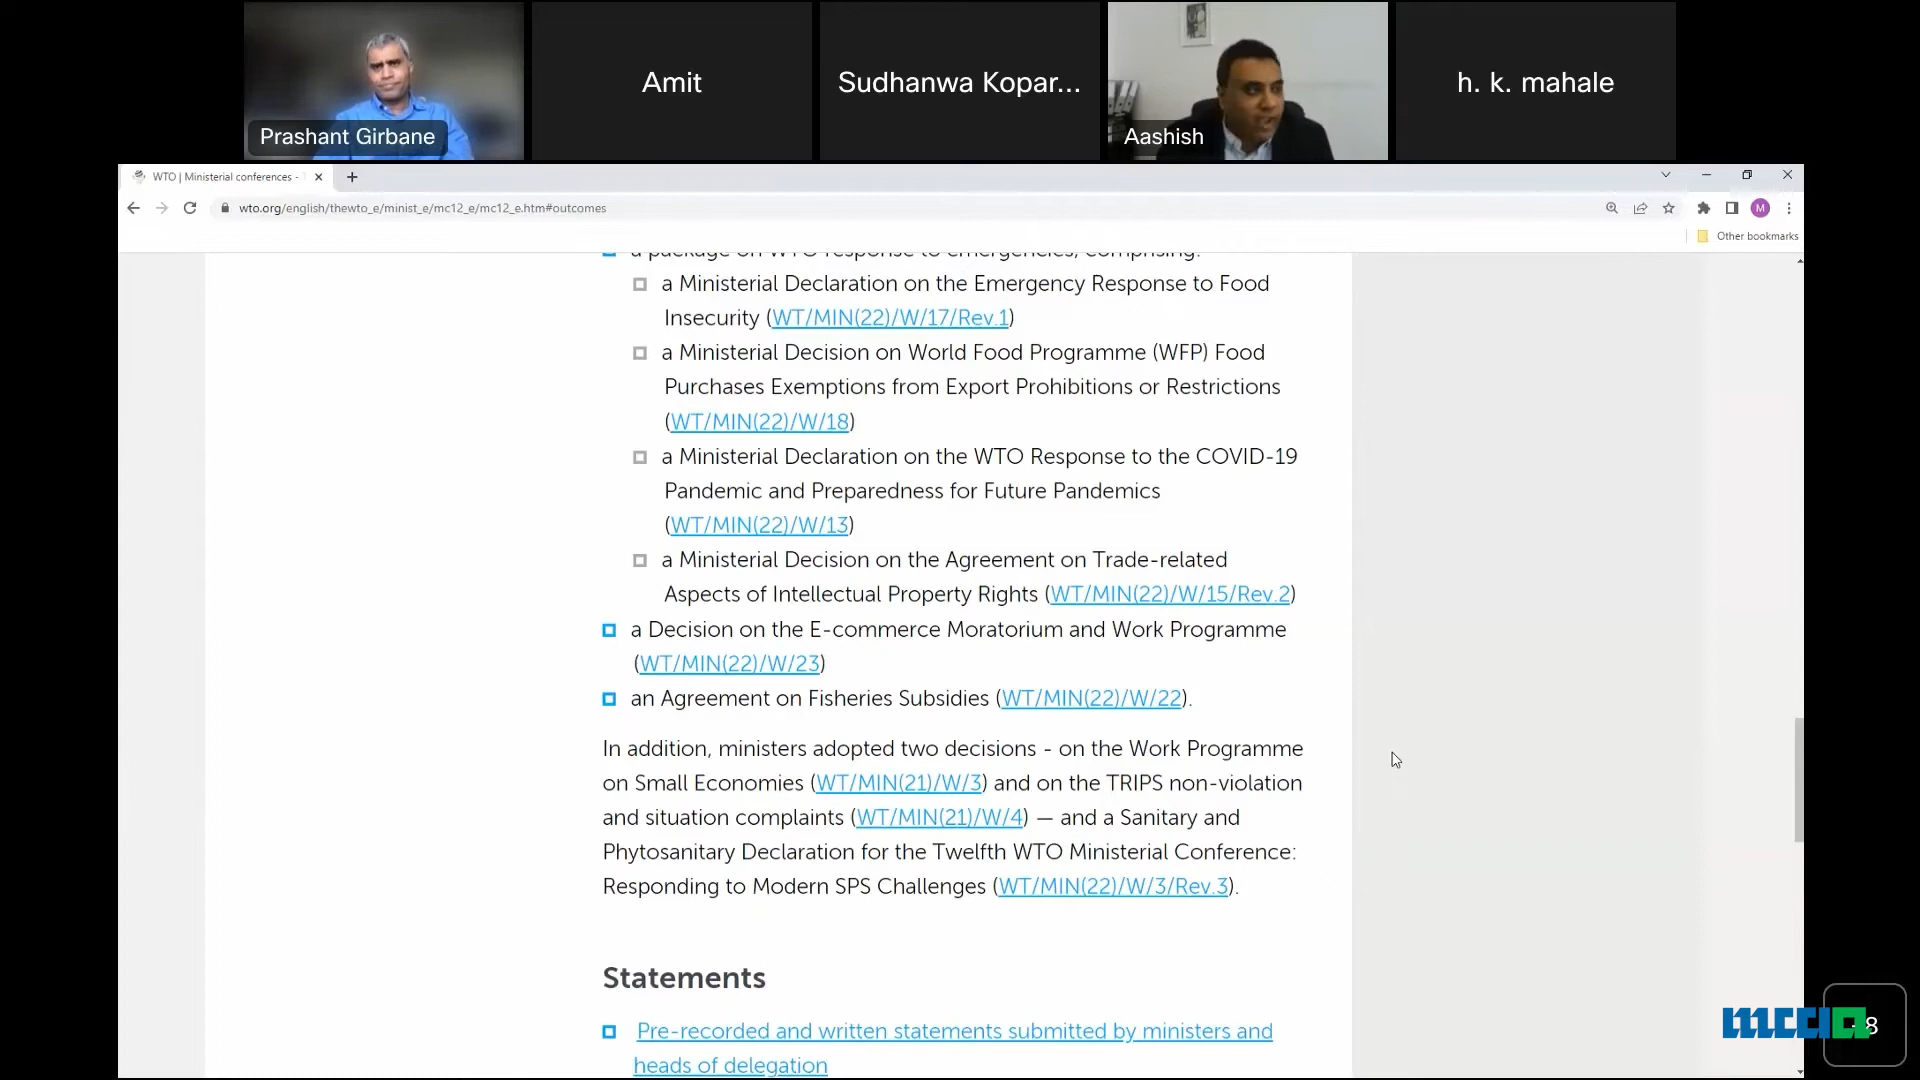 Prashant Girbane
Amit
Sudhanwa Kopar...
Aashish
h. k. mahale
WTO | Ministerial conferences -
wto.org/english/thewto_e/minist_e/mc12_e/mc12_e.htm#outcomes
M
Other bookmarks
a package on WTO response to emergencies, comprising:
a Ministerial Declaration on the Emergency Response to Food
Insecurity (WT/MIN(22)/W/17/Rev.1)
a Ministerial Decision on World Food Programme (WFP) Food
Purchases Exemptions from Export Prohibitions or Restrictions
(WT/MIN(22)/W/18)
a Ministerial Declaration on the WTO Response to the COVID-19
Pandemic and Preparedness for Future Pandemics
(WT/MIN(22)/W/13)
a Ministerial Decision on the Agreement on Trade-related
Aspects of Intellectual Property Rights (WT/MIN(22)/W/15/Rev.2)
a Decision on the E-commerce Moratorium and Work Programme
(WT/MIN(22)/W/23)
an Agreement on Fisheries Subsidies (WT/MIN(22)/W/22).
In addition, ministers adopted two decisions - on the Work Programme
on Small Economies (WT/MIN(21)/W/3) and on the TRIPS non-violation
and situation complaints (WT/MIN(21)/W/4) — and a Sanitary and
Phytosanitary Declaration for the Twelfth WTO Ministerial Conference:
Responding to Modern SPS Challenges (WT/MIN(22)/W/3/Rev.3).
Statements
Pre-recorded and written statements submitted by ministers and
heads of delegation